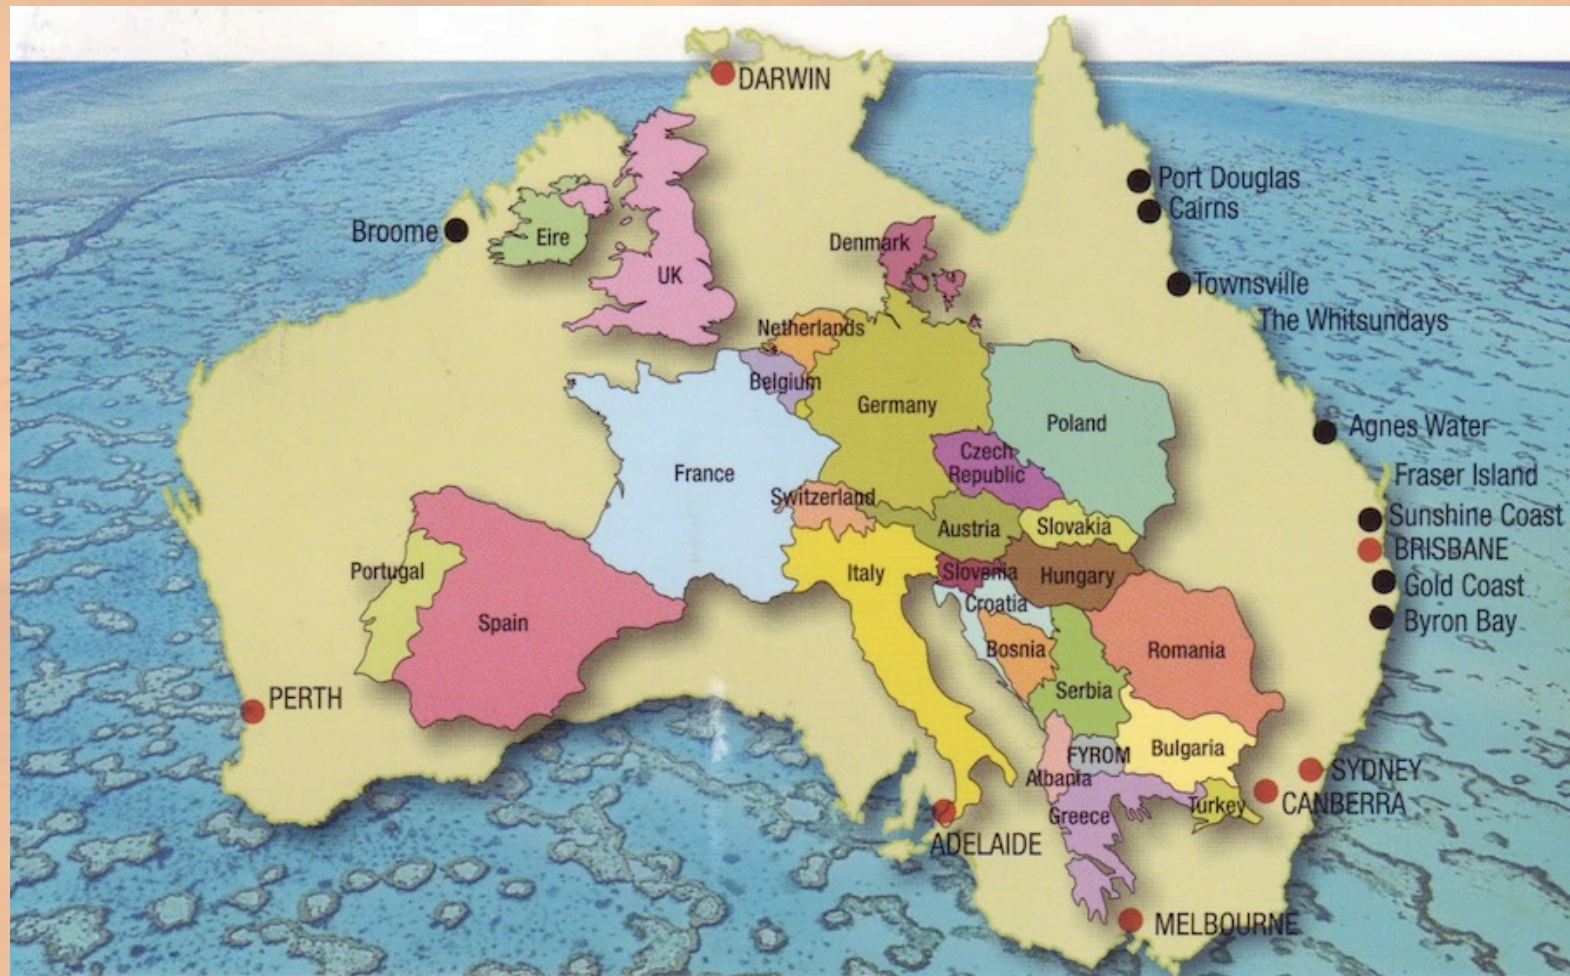 DARWIN
Port Douglas
Cairns
Broome
Eire
Denmark
UK
Townsville
The Whitsundays
Netherlands
Belgium
Germany
Poland
Agnes Water
Czech
Republic
France
Fraser Island
Switzerland
Sunshine Coast
Austria
Slovakia
BRISBANE
Portugal
Italy
Slovenia
Hungary
Gold Coast
Croatia
Spain
Byron Bay
Bosnia
Romania
Serbia
PERTH
FYROM
Bulgaria
Albania
SYDNEY
CANBERRA
Turkey
Greece
ADELAIDE
MELBOURNE